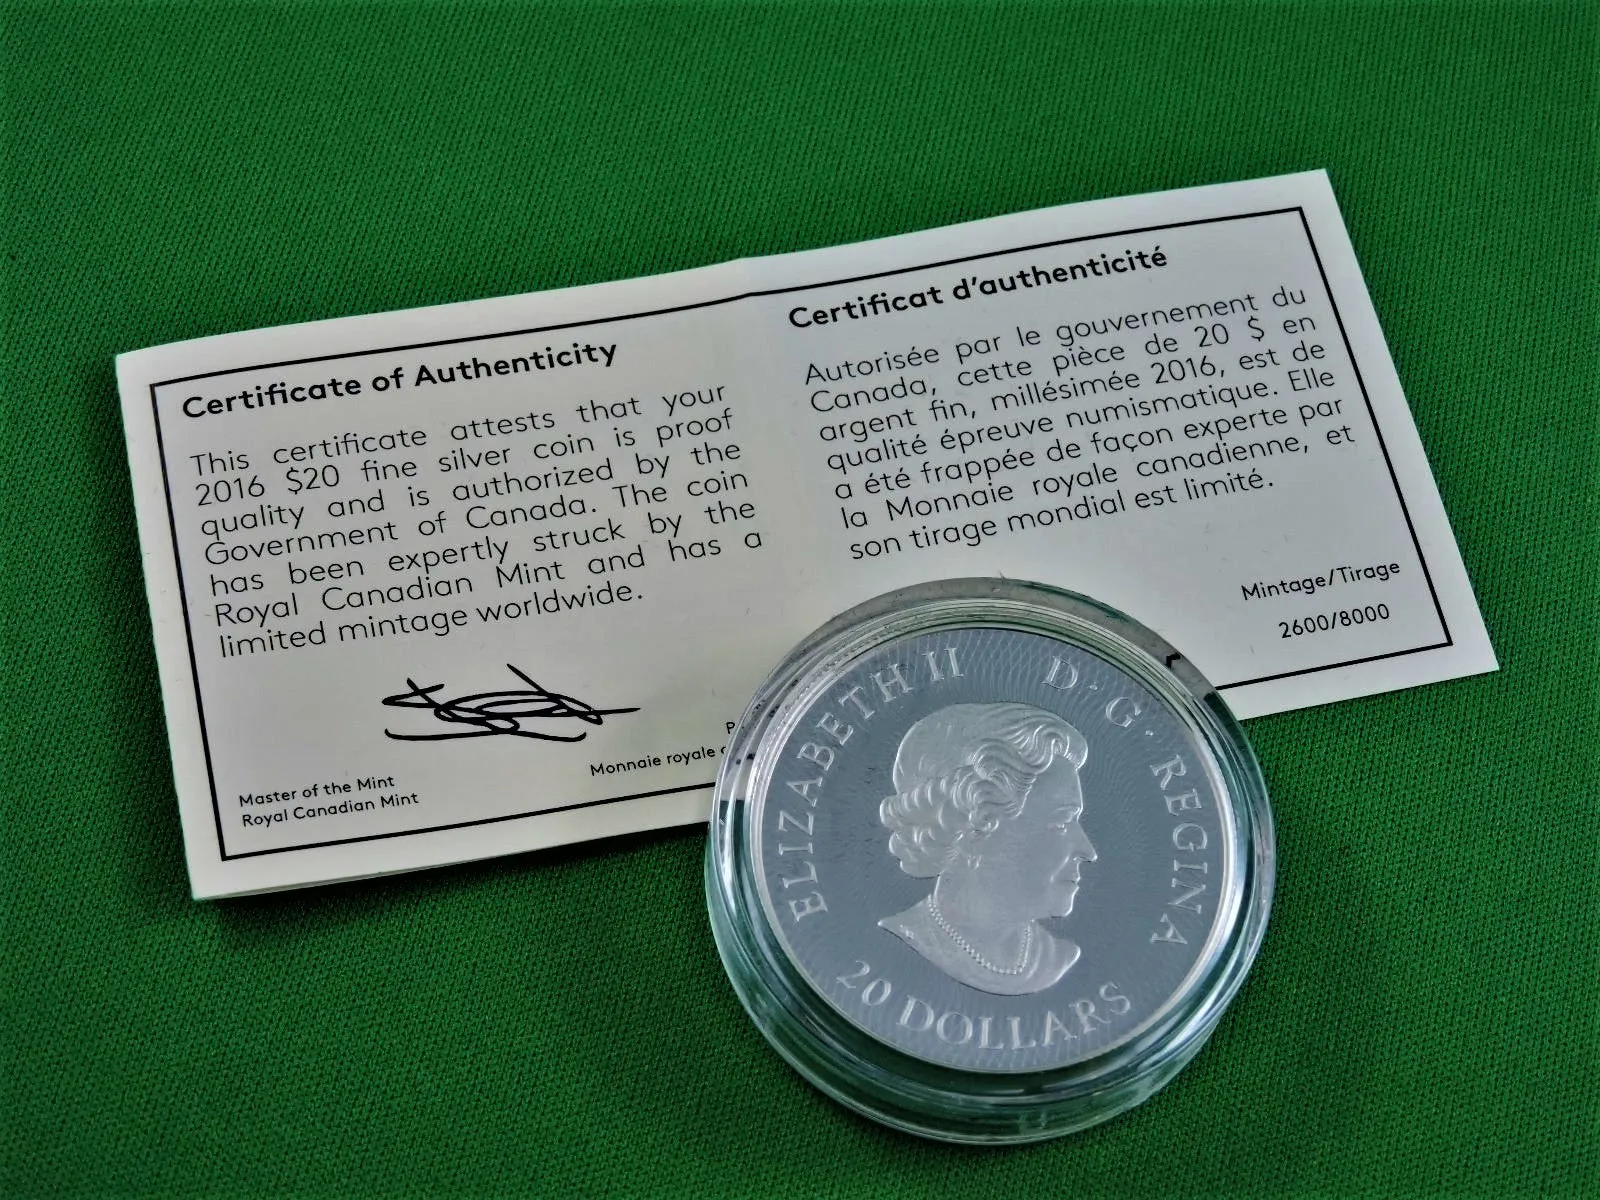 Certificate of Authenticity
This certificate attests that your
2016 $20 fine silver coin is proof
quality and is authorized by the
Government of Canada. The coin
has been expertly struck by the
Royal Canadian Mint and has a
limited mintage worldwide.
Master of the Mint
Royal Canadian Mint
Monnaie royale
Certificat d'authenticité
Autorisée par le gouvernement du
Canada, cette pièce de 20 $ en
argent fin, millésimée 2016, est de
qualité épreuve numismatique. Elle
a été frappée de façon experte par
la Monnaie royale canadienne, et
son tirage mondial est limité.
Mintage/Tirage
2600/8000
ELIZABETH II D · G · REGINA
20 DOLLARS